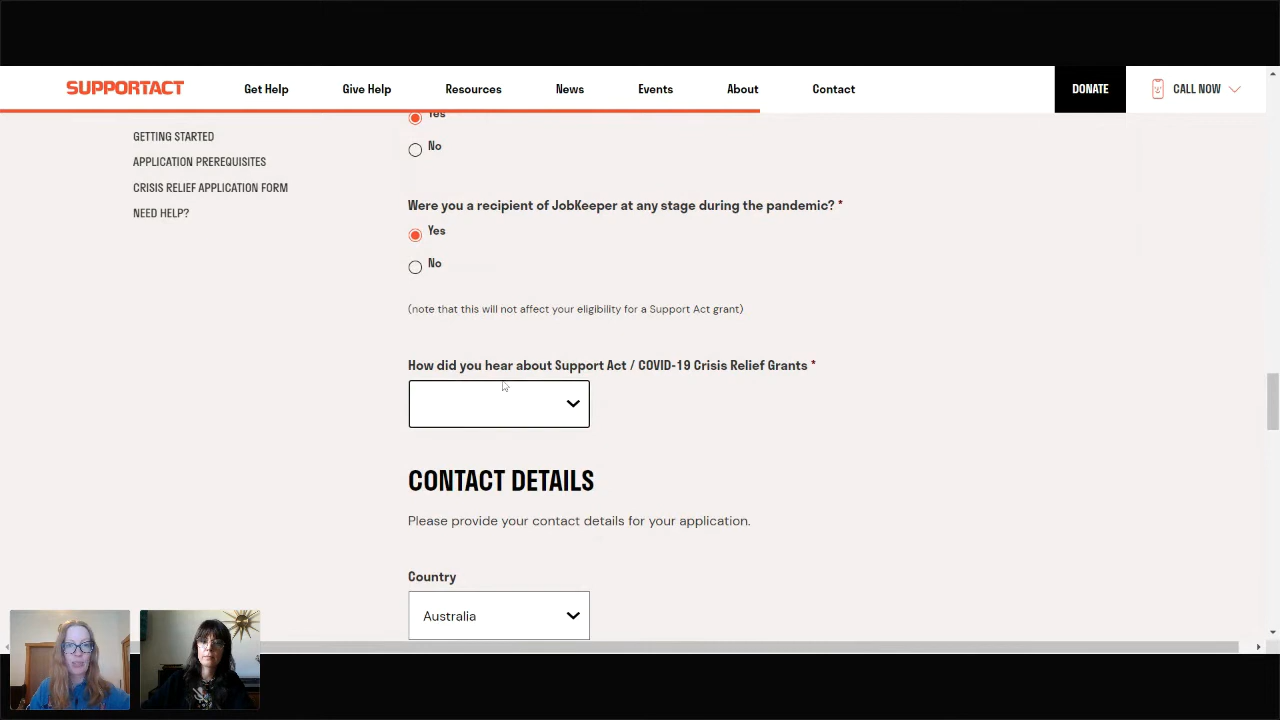 SUPPORTACT
Get Help
Give Help
Resources
News
Events
About
Contact
DONATE
CALL NOW
GETTING STARTED
APPLICATION PREREQUISITES
CRISIS RELIEF APPLICATION FORM
NEED HELP?
Yes
No
Were you a recipient of JobKeeper at any stage during the pandemic? *
Yes
No
(note that this will not affect your eligibility for a Support Act grant)
How did you hear about Support Act / COVID-19 Crisis Relief Grants *
CONTACT DETAILS
Please provide your contact details for your application.
Country
Australia